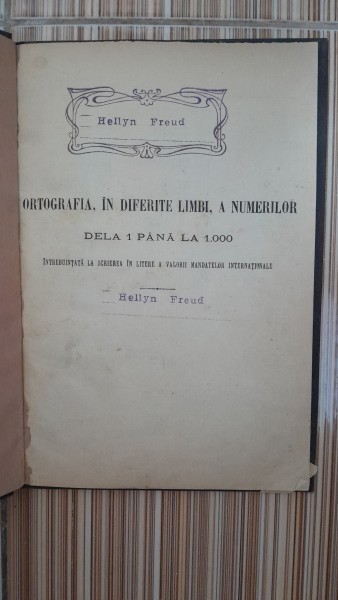 Hellyn Freud
ORTOGRAFIA, ÎN DIFERITE LIMBI, A NUMERILOR
DELA 1 PÂNĂ LA 1.000
ÎNTREBUINȚATĂ LA SCRIEREA ÎN LITERE A VALORII MANDATELOR INTERNAȚIONALE
Hellyn Freud